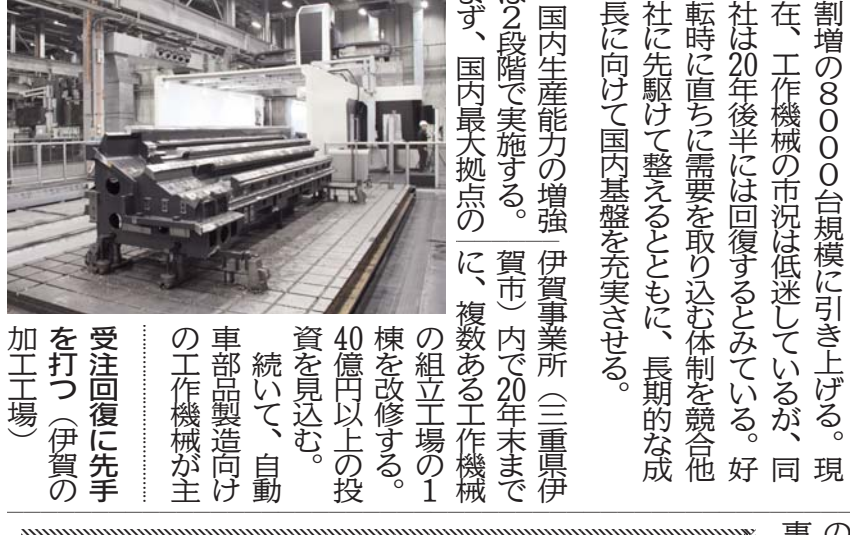 割増の8000台規模に引き上げる。現
在、工作機械の市況は低迷しているが、同
社は20年後半には回復するとみている。好
転時に直ちに需要を取り込む体制を競合他
社に先駆けて整えるとともに、長期的な成
長に向けて国内基盤を充実させる。
国内生産能力の増強
は2段階で実施する。
まず、国内最大拠点の
伊賀事業所（三重県伊
賀市）内で20年末まで
に、複数ある工作機械
の組立工場の1
棟を改修する。
40億円以上の投
資を見込む。
続いて、自動
車部品製造向け
の工作機械が主
受注回復に先手
を打つ（伊賀の
加工工場）
の